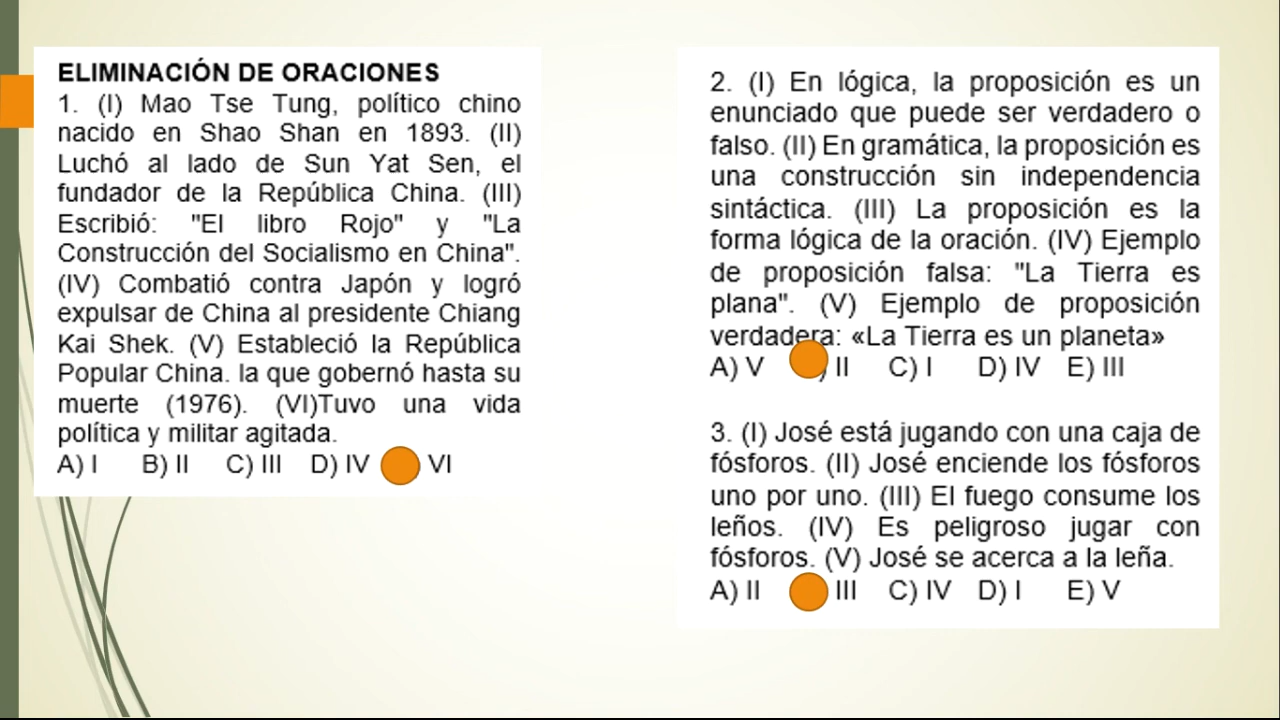 ELIMINACIÓN DE ORACIONES
1. (I) Mao Tse Tung, político chino
nacido en Shao Shan en 1893. (II)
Luchó al lado de Sun Yat Sen, el
fundador de la República China. (III)
Escribió: "El libro Rojo" y "La
Construcción del Socialismo en China".
(IV) Combatió contra Japón y logró
expulsar de China al presidente Chiang
Kai Shek. (V) Estableció la República
Popular China. la que gobernó hasta su
muerte (1976). (VI)Tuvo una vida
política y militar agitada.
A) I B) II C) III D) IV VI
2. (I) En lógica, la proposición es un
enunciado que puede ser verdadero o
falso. (II) En gramática, la proposición es
una construcción sin independencia
sintáctica. (III) La proposición es la
forma lógica de la oración. (IV) Ejemplo
de proposición falsa: "La Tierra es
plana". (V) Ejemplo de proposición
verdadera: «La Tierra es un planeta»
A) V ) II C) I D) IV E) III
3. (I) José está jugando con una caja de
fósforos. (II) José enciende los fósforos
uno por uno. (III) El fuego consume los
leños. (IV) Es peligroso jugar con
fósforos. (V) José se acerca a la leña.
A) II III C) IV D) I E) V